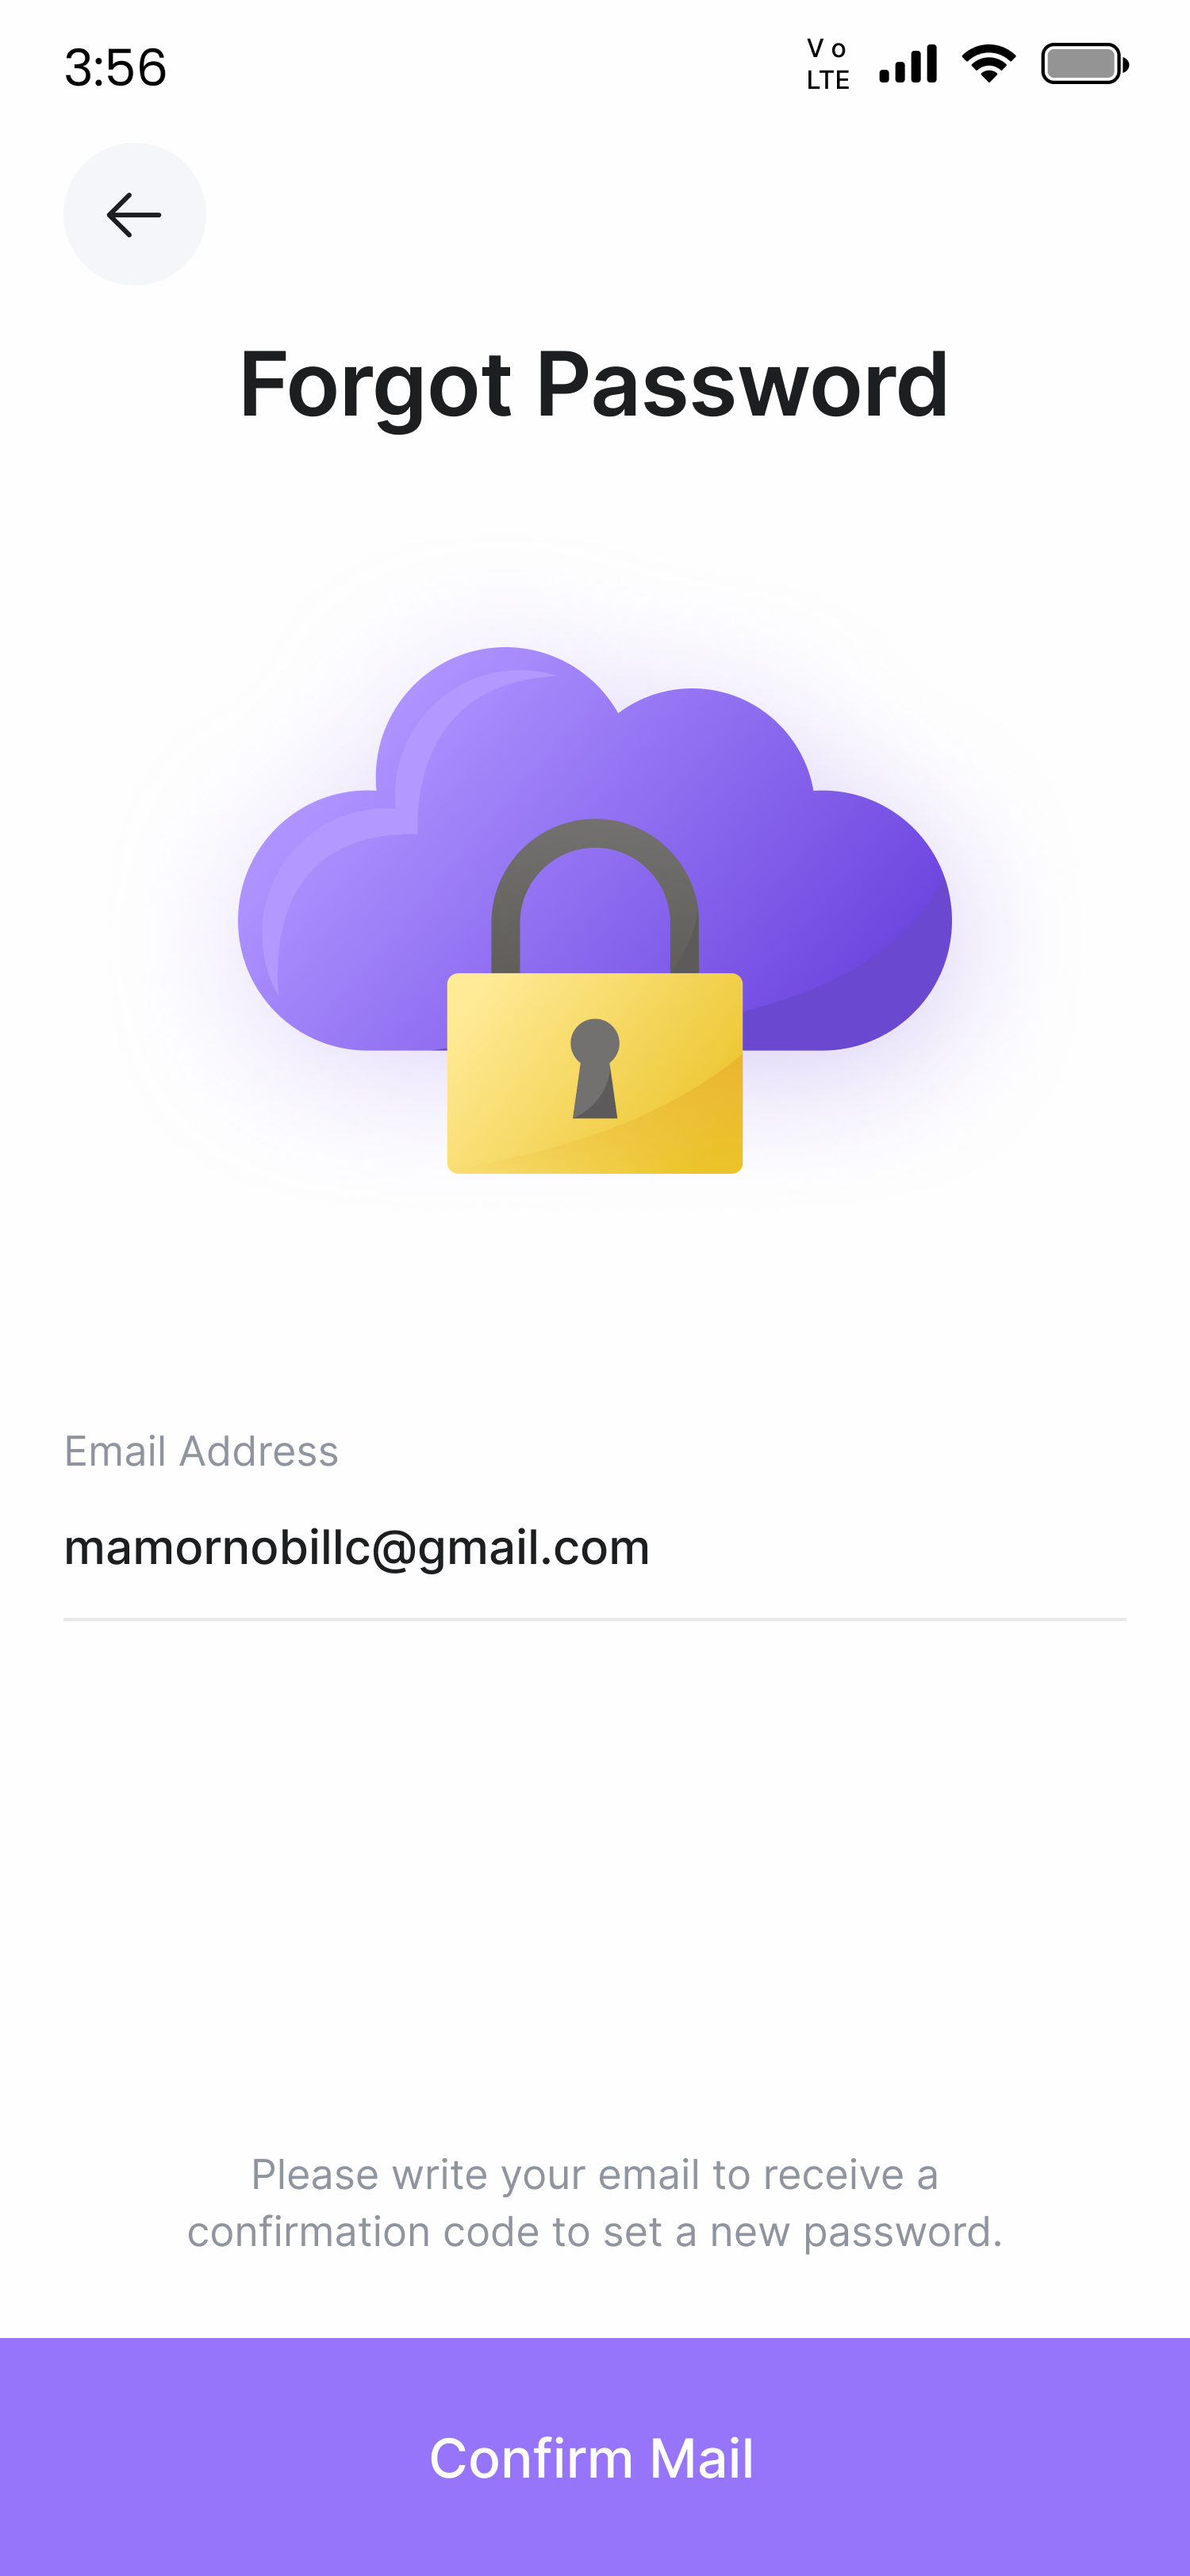 3:56
V o
LTE
Forgot Password
Email Address
mamornobillc@gmail.com
Please write your email to receive a
confirmation code to set a new password.
Confirm Mail